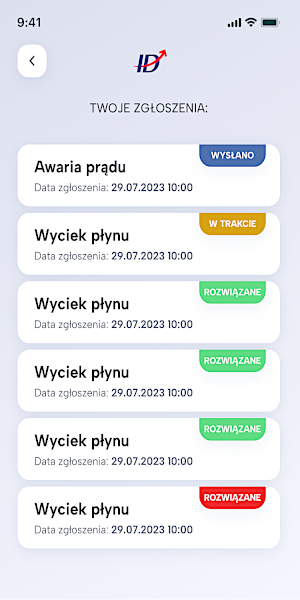 9:41
ID
TWOJE ZGŁOSZENIA:
WYSŁANO
Awaria prądu
Data zgłoszenia: 29.07.2023 10:00
W TRAKCIE
Wyciek płynu
Data zgłoszenia: 29.07.2023 10:00
ROZWIĄZANE
Wyciek płynu
Data zgłoszenia: 29.07.2023 10:00
ROZWIĄZANE
Wyciek płynu
Data zgłoszenia: 29.07.2023 10:00
ROZWIĄZANE
Wyciek płynu
Data zgłoszenia: 29.07.2023 10:00
ROZWIĄZANE
Wyciek płynu
Data zgłoszenia: 29.07.2023 10:00